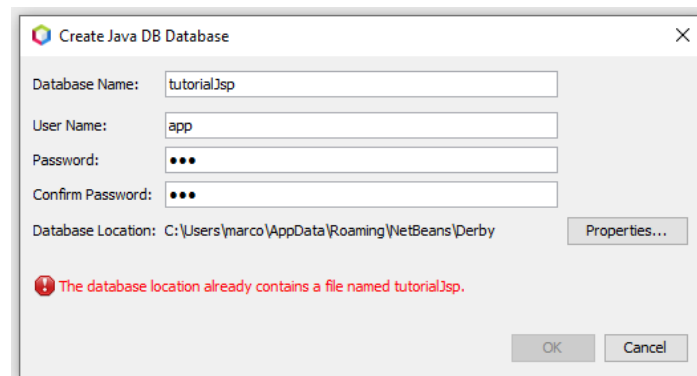 Create Java DB Database
Database Name: tutorialJsp
User Name: app
Password: ●●●
Confirm Password: ●●●
Database Location: C:\Users\marco\AppData\Roaming\NetBeans\Derby Properties...
The database location already contains a file named tutorialJsp.
OK Cancel